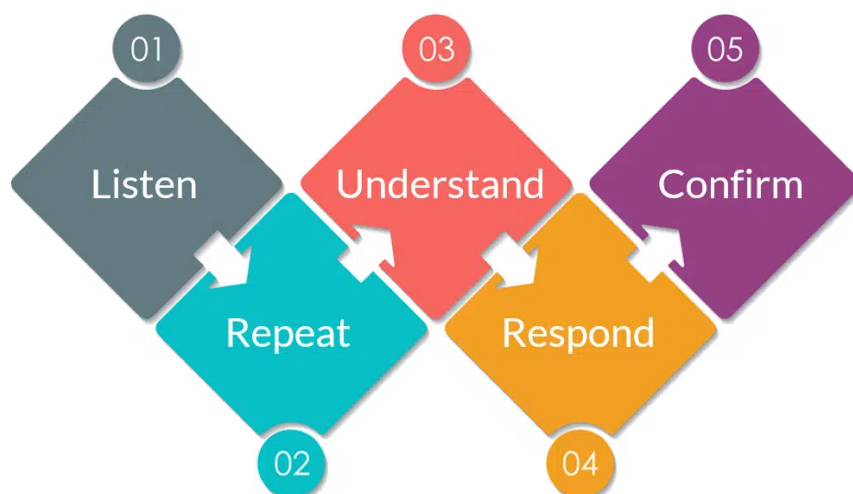 01
Listen
02
Repeat
03
Understand
04
Respond
05
Confirm